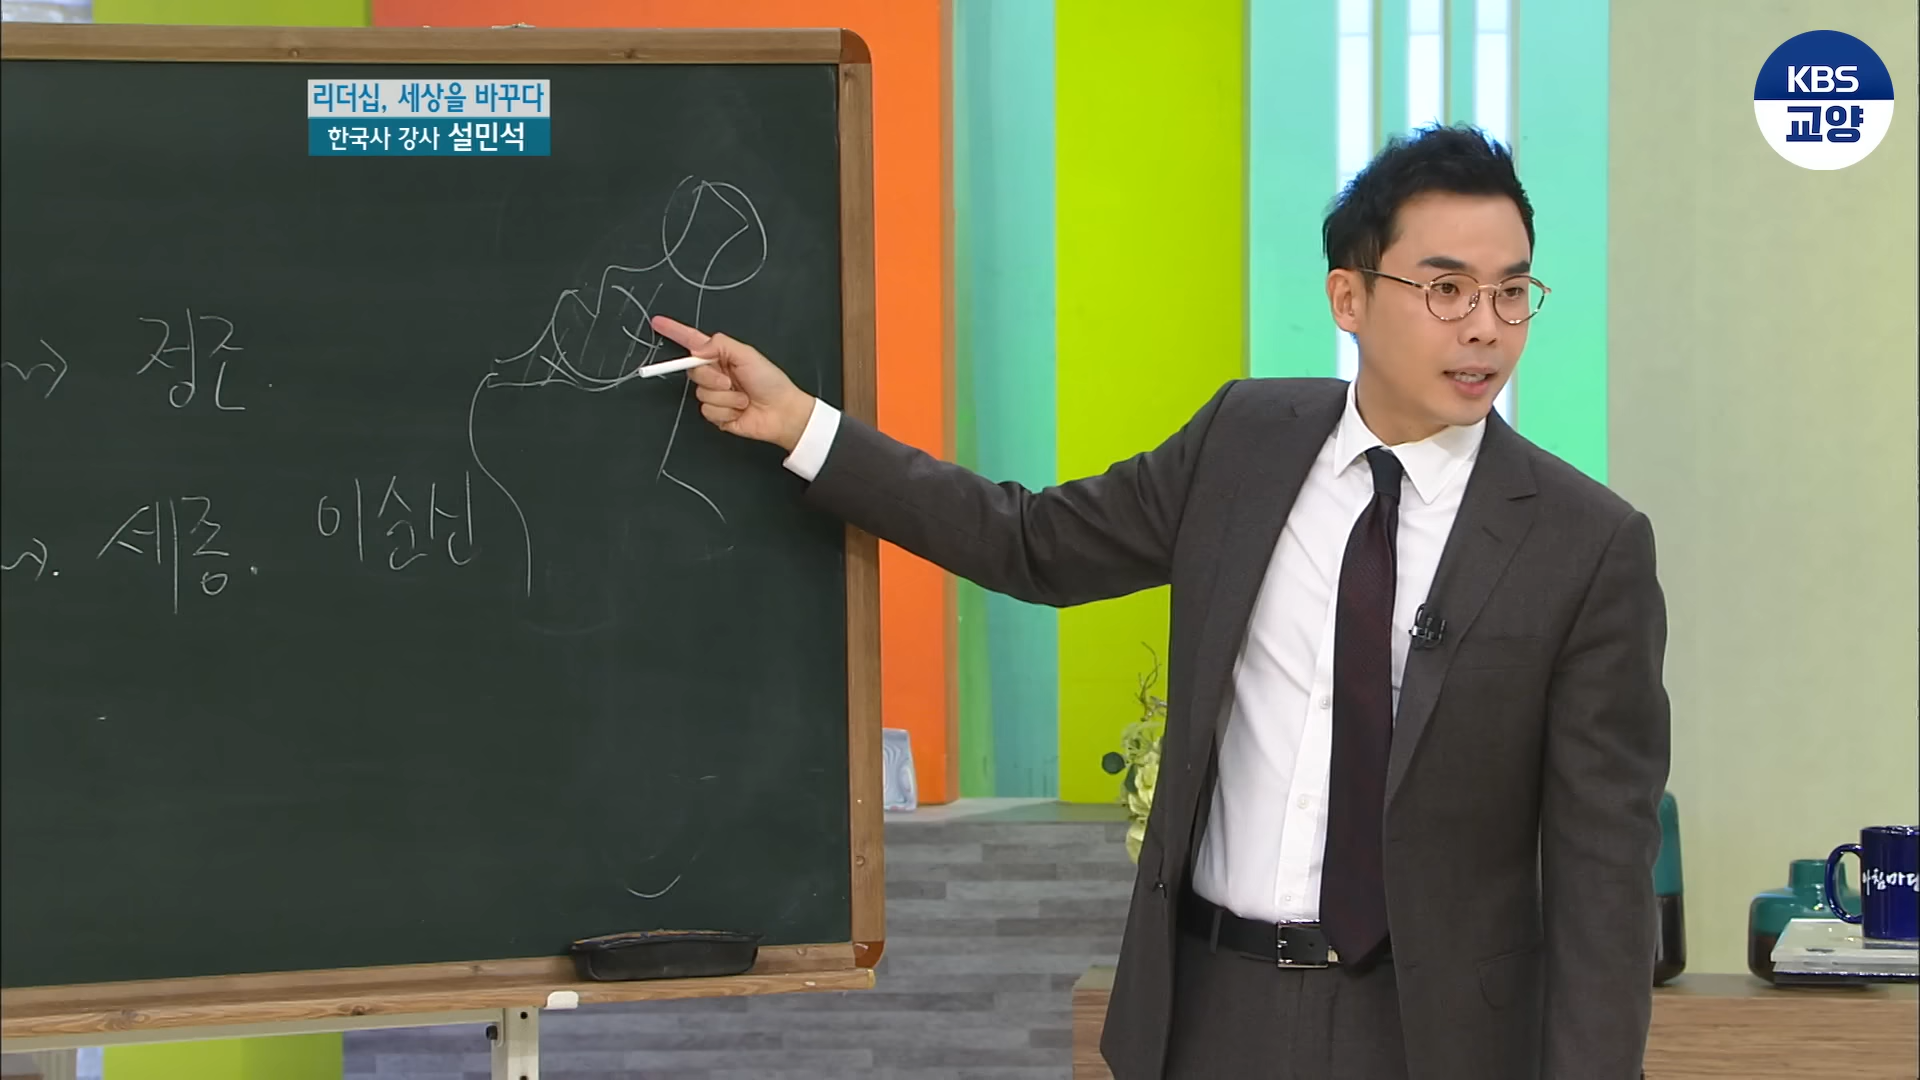 리더십, 세상을 바꾸다
한국사 강사 설민석
KBS
교양
정조.
세종. 이순신